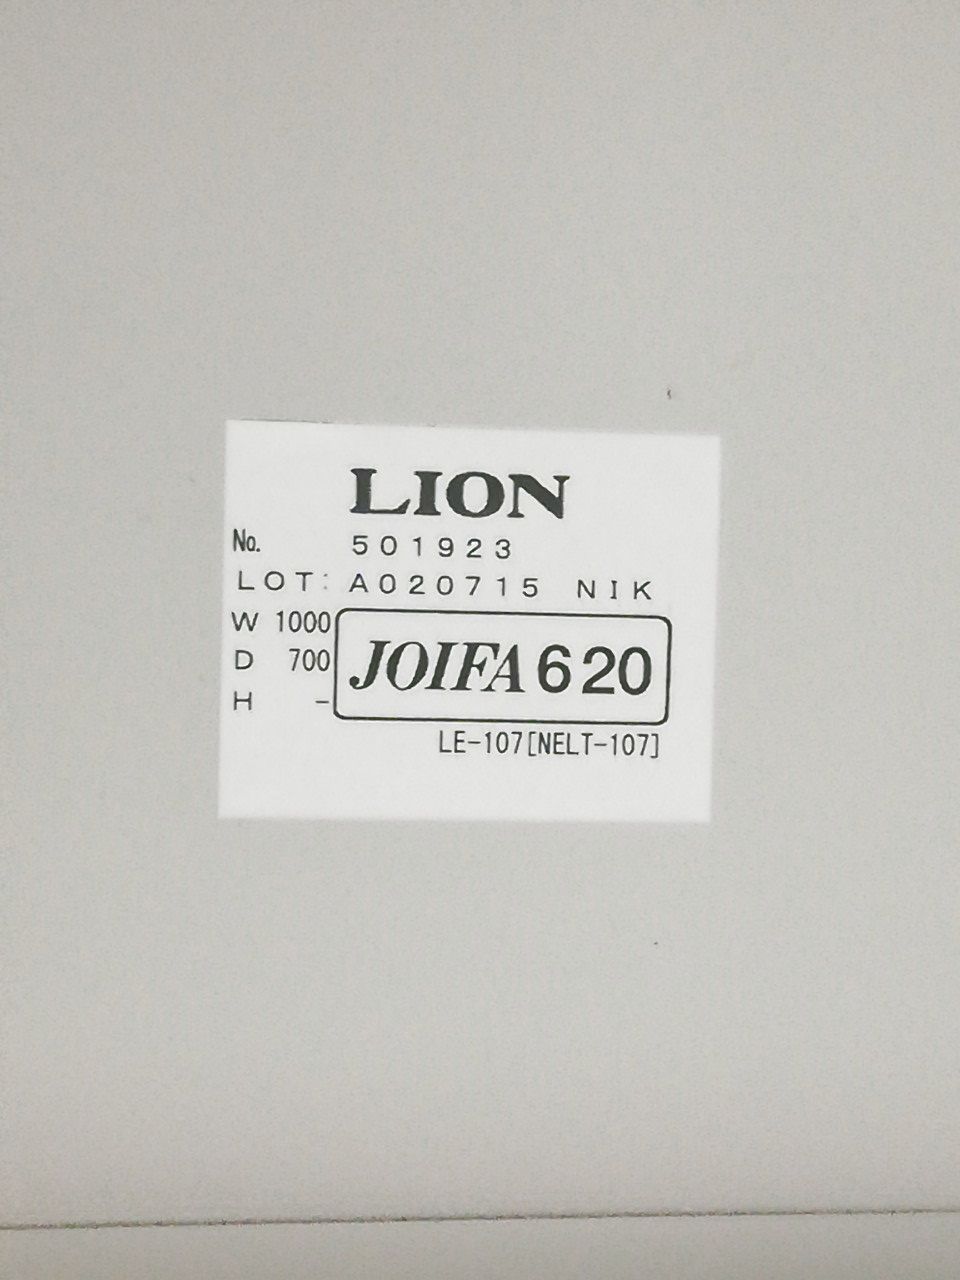 LION
No. 501923
LOT: A020715 NIK
W 1000
D 700
H -
JOIFA 620
LE-107[NELT-107]